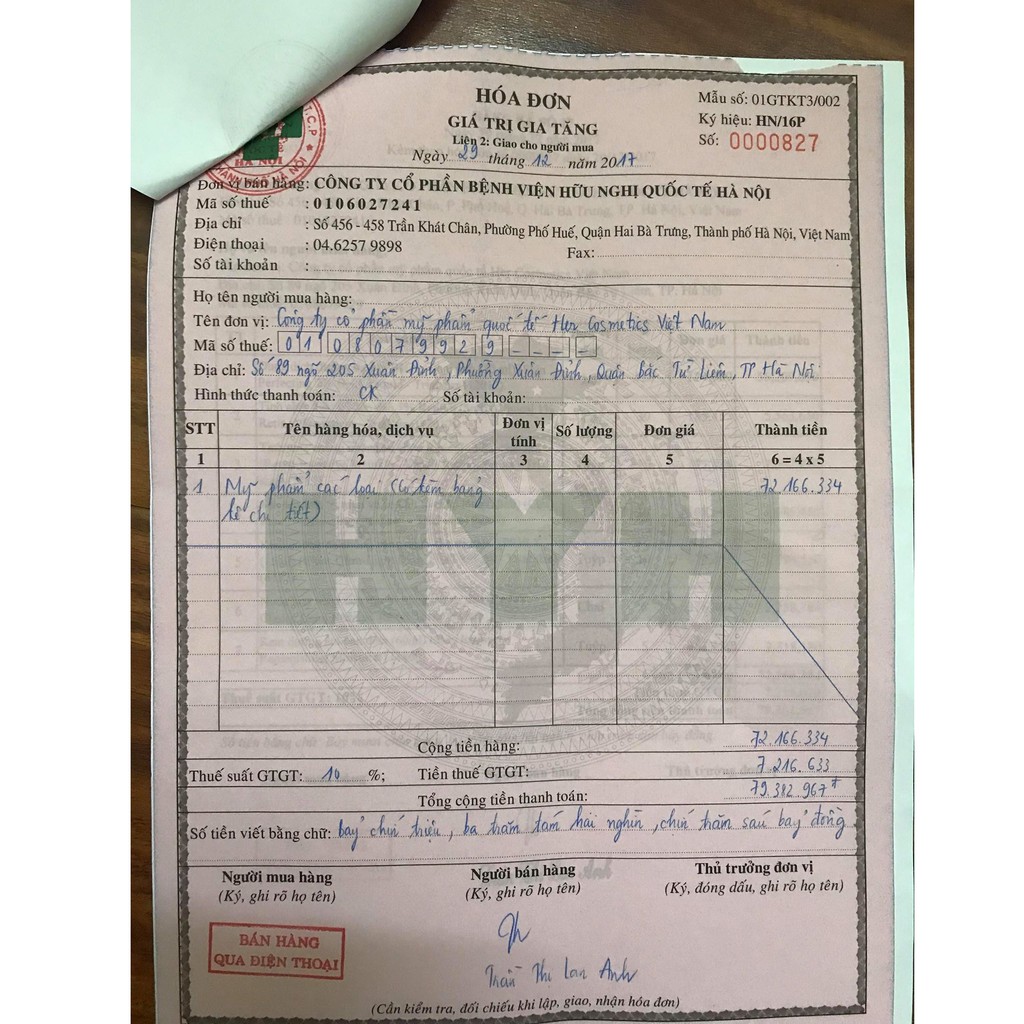 HÓA ĐƠN
GIÁ TRỊ GIA TĂNG
Liên 2: Giao cho người mua
Ngày 29 tháng 12 năm 2017
Mẫu số: 01GTKT3/002
Ký hiệu: HN/16P
Số: 0000827
HÀ NỘI
Đơn vị bán hàng: CÔNG TY CỔ PHẦN BỆNH VIỆN HỮU NGHỊ QUỐC TẾ HÀ NỘI
Mã số thuế : 0106027241
Địa chỉ : Số 456 - 458 Trần Khát Chân, Phường Phố Huế, Quận Hai Bà Trưng, Thành phố Hà Nội, Việt Nam
Điện thoại : 04.6257 9898 Fax:
Số tài khoản :
Họ tên người mua hàng:
Tên đơn vị: Công ty cổ phần mỹ phẩm quốc tế Her Cosmetics Việt Nam
Mã số thuế: 0108079929
Địa chỉ: Số 89 ngõ 205 Xuân Đỉnh, Phường Xuân Đỉnh, Quận Bắc Từ Liêm, TP Hà Nội
Hình thức thanh toán: CK Số tài khoản:
STT Tên hàng hóa, dịch vụ Đơn vị tính Số lượng Đơn giá Thành tiền
1 2 3 4 5 6 = 4 x 5
1 Mỹ phẩm các loại (Có kèm bảng 72.166.334
kê chi tiết)
HYH
Cộng tiền hàng: 72.166.334
Thuế suất GTGT: 10 %; Tiền thuế GTGT: 7.216.633
Tổng cộng tiền thanh toán: 79.382.967
Số tiền viết bằng chữ: bảy chín triệu, ba trăm tám hai nghìn, chín trăm sáu bảy đồng
Người mua hàng Người bán hàng Thủ trưởng đơn vị
(Ký, ghi rõ họ tên) (Ký, ghi rõ họ tên) (Ký, đóng dấu, ghi rõ họ tên)
BÁN HÀNG
QUA ĐIỆN THOẠI
Trần Thị Lan Anh
(Cần kiểm tra, đối chiếu khi lập, giao, nhận hóa đơn)